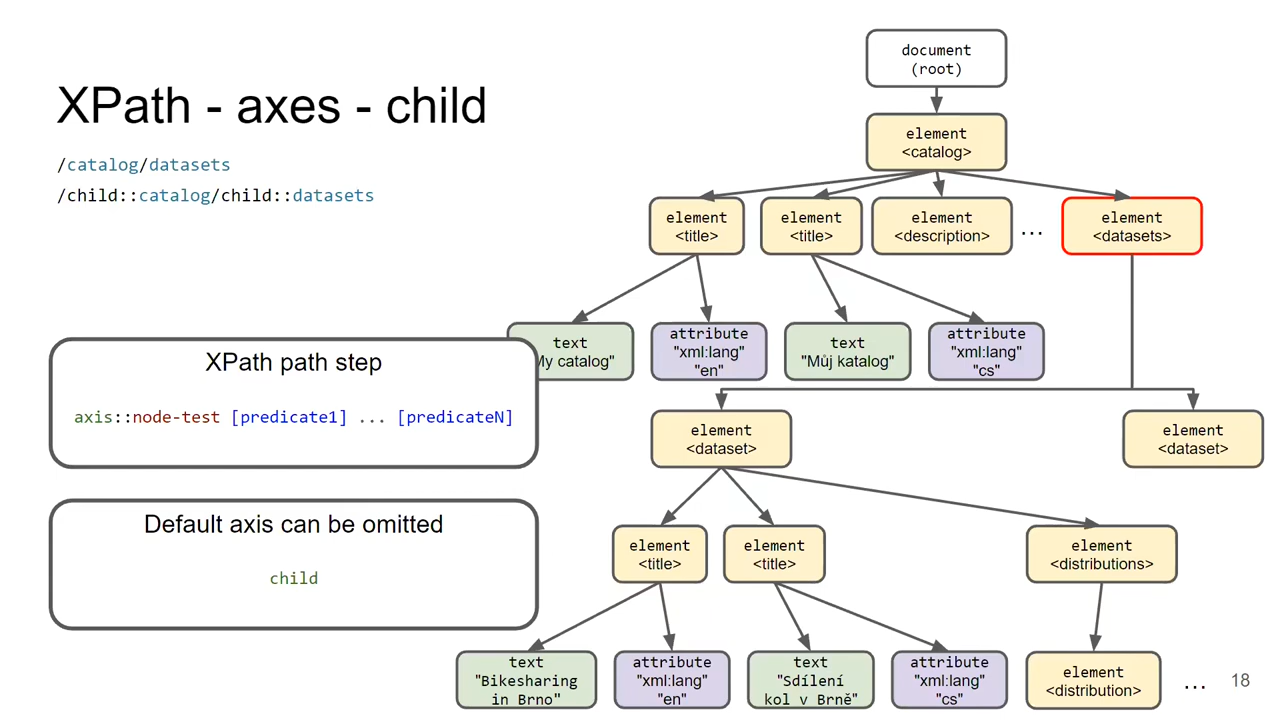 XPath - axes - child
/catalog/datasets
/child::catalog/child::datasets
document
(root)
element
<catalog>
element
<title>
element
<title>
element
<description>
...
element
<datasets>
text
My catalog"
attribute
"xml:lang"
"en"
text
"Můj katalog"
attribute
"xml:lang"
"cs"
XPath path step
axis::node-test [predicate1] ... [predicateN]
element
<dataset>
element
<dataset>
Default axis can be omitted
child
element
<title>
element
<title>
element
<distributions>
text
"Bikesharing
in Brno"
attribute
"xml:lang"
"en"
text
"Sdílení
kol v Brně"
attribute
"xml:lang"
"cs"
element
<distribution>
...
18